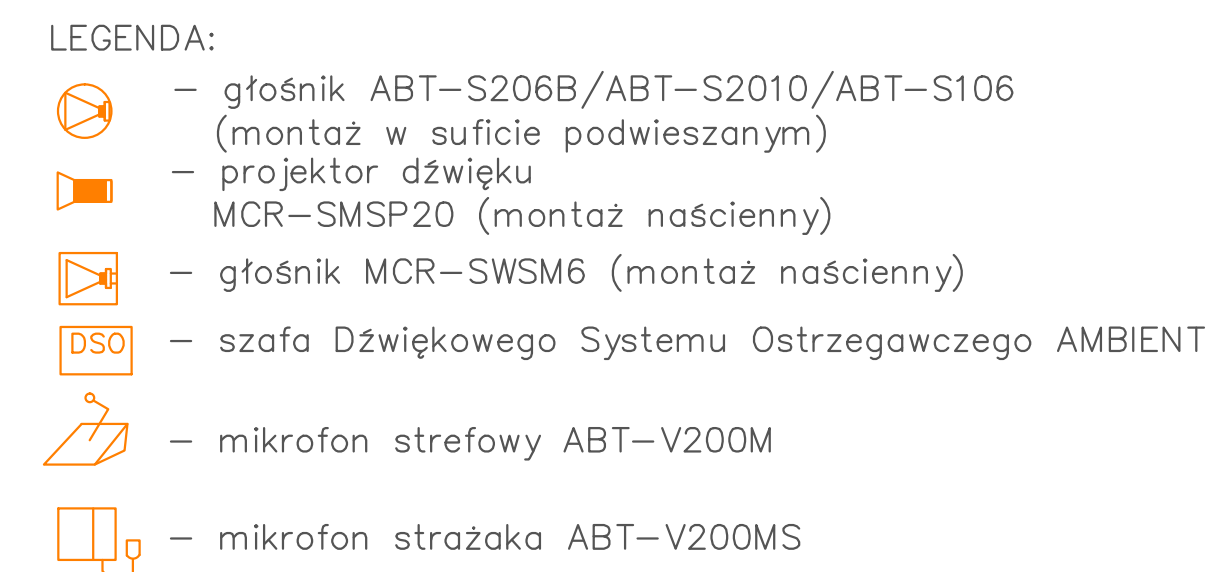 LEGENDA:
– głośnik ABT–S206B/ABT–S2010/ABT–S106
(montaż w suficie podwieszanym)
– projektor dźwięku
MCR–SMSP20 (montaż naścienny)
– głośnik MCR–SWSM6 (montaż naścienny)
DSO – szafa Dźwiękowego Systemu Ostrzegawczego AMBIENT
– mikrofon strefowy ABT–V200M
– mikrofon strażaka ABT–V200MS